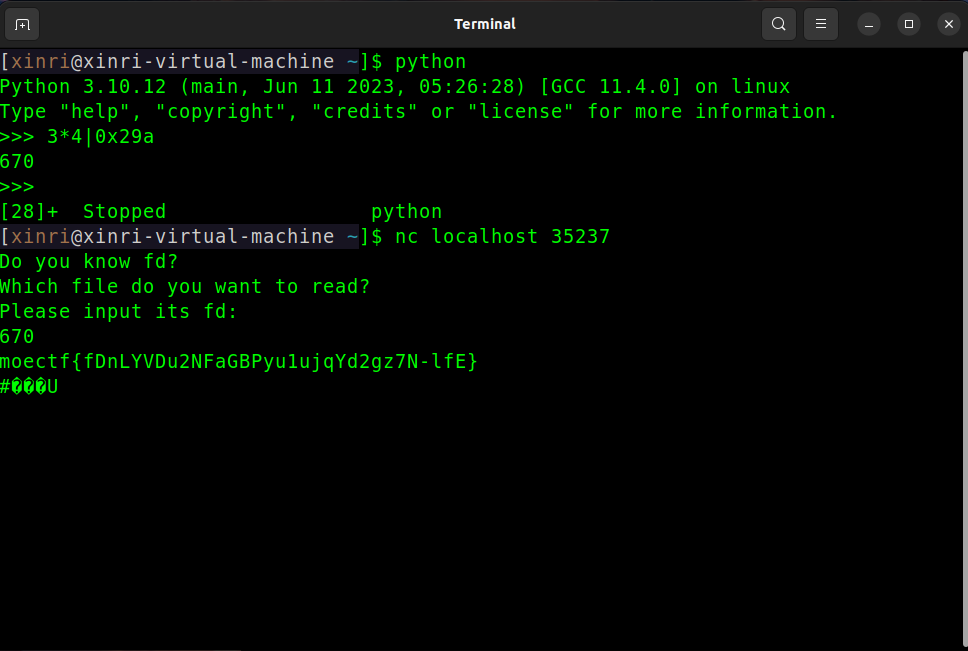 Terminal
[xinri@xinri-virtual-machine ~]$ python
Python 3.10.12 (main, Jun 11 2023, 05:26:28) [GCC 11.4.0] on linux
Type "help", "copyright", "credits" or "license" for more information.
>>> 3*4|0x29a
670
>>>
[28]+  Stopped                 python
[xinri@xinri-virtual-machine ~]$ nc localhost 35237
Do you know fd?
Which file do you want to read?
Please input its fd:
670
moectf{fDnLYVDu2NFaGBPyu1ujqYd2gz7N-lfE}
#���U